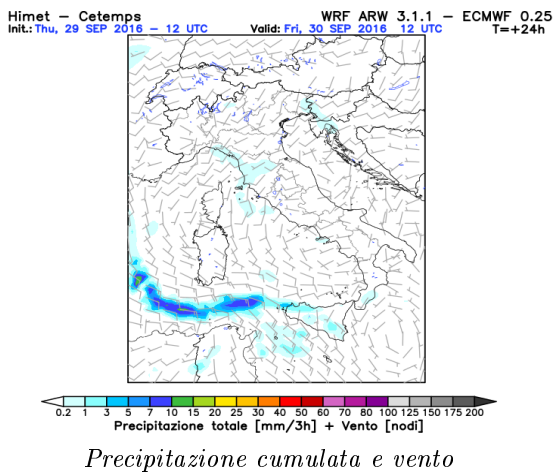 Himet – Cetemps WRF ARW 3.1.1 – ECMWF 0.25
Init.: Thu, 29 SEP 2016 – 12 UTC Valid: Fri, 30 SEP 2016 12 UTC T=+24h
0.2 1 3 5 7 10 15 20 25 30 40 50 60 70 80 100 125 150 175 200
Precipitazione totale [mm/3h] + Vento [nodi]
Precipitazione cumulata e vento